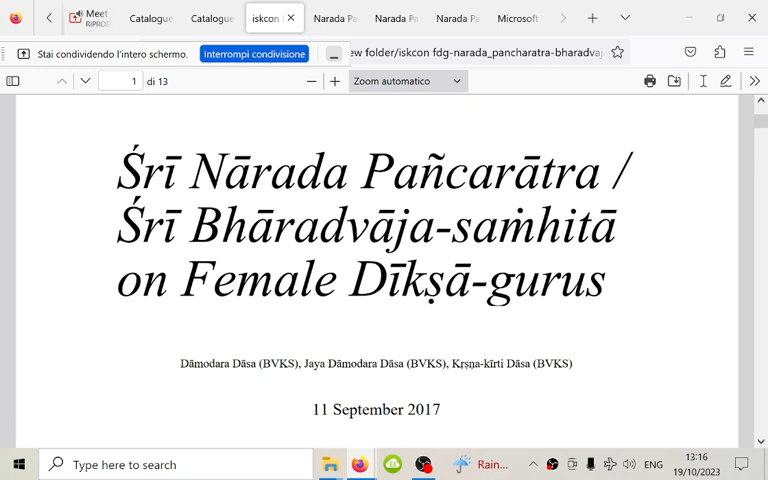 Meet
RIPROD
Catalogue
Catalogue
iskcon
Narada Pa
Narada Pa
Narada Pa
Microsoft
Stai condividendo l'intero schermo.
Interrompi condivisione
ew folder/iskcon fdg-narada_pancharatra-bharadvaj
1 di 13
Zoom automatico
Śrī Nārada Pañcarātra /
Śrī Bhāradvāja-saṁhitā
on Female Dīkṣā-gurus
Dāmodara Dāsa (BVKS), Jaya Dāmodara Dāsa (BVKS), Kṛṣṇa-kīrti Dāsa (BVKS)
11 September 2017
Type here to search
Rain...
ENG
13:16
19/10/2023